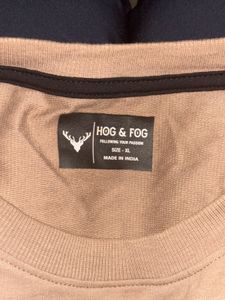 HOG & FOG
FOLLOWING YOUR PASSION
SIZE - XL
MADE IN INDIA